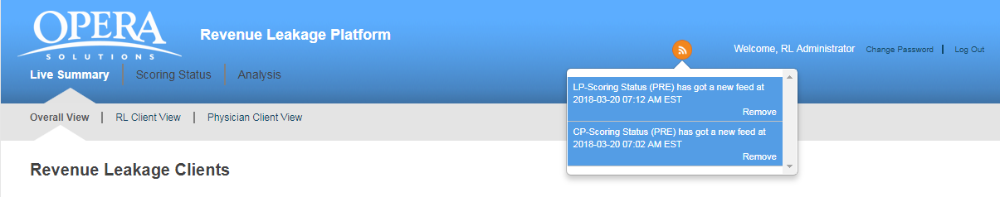 OPERA
SOLUTIONS
Revenue Leakage Platform
Welcome, RL Administrator Change Password | Log Out
Live Summary | Scoring Status | Analysis
LP-Scoring Status (PRE) has got a new feed at
2018-03-20 07:12 AM EST
Remove
CP-Scoring Status (PRE) has got a new feed at
2018-03-20 07:02 AM EST
Remove
Overall View | RL Client View | Physician Client View
Revenue Leakage Clients